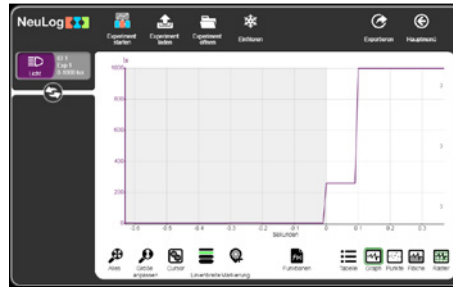 NeuLog
Experiment starten
Experiment laden
Experiment öffnen
Einfrieren
Exportieren
Hauptmenü
Licht
ID 1
Exp 1
lx
1000
800
600
400
200
0
-0.6 -0.5 -0.4 -0.3 -0.2 -0.1 0 0.1 0.2 0.3
Sekunden
Alles
Größe anpassen
Cursor
Linienbreite
Markierung
Funktionen
Tabelle
Graph
Punkte
Fläche
Raster